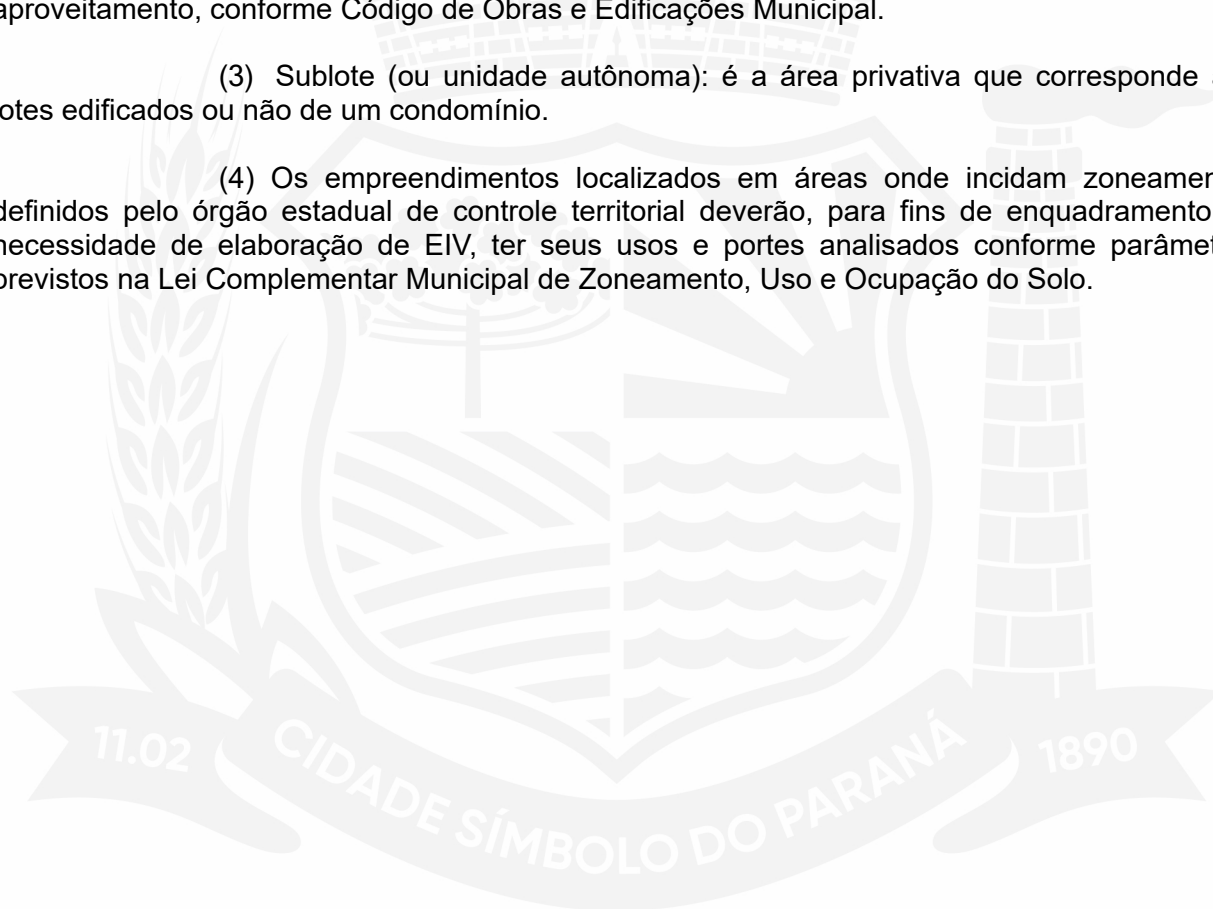 aproveitamento, conforme Código de Obras e Edificações Municipal.
(3) Sublote (ou unidade autônoma): é a área privativa que corresponde
lotes edificados ou não de um condomínio.
(4) Os empreendimentos localizados em áreas onde incidam zoneamen
definidos pelo órgão estadual de controle territorial deverão, para fins de enquadramento
necessidade de elaboração de EIV, ter seus usos e portes analisados conforme parâmet
previstos na Lei Complementar Municipal de Zoneamento, Uso e Ocupação do Solo.
11.02
CIDADE SÍMBOLO DO PARANÁ
1890